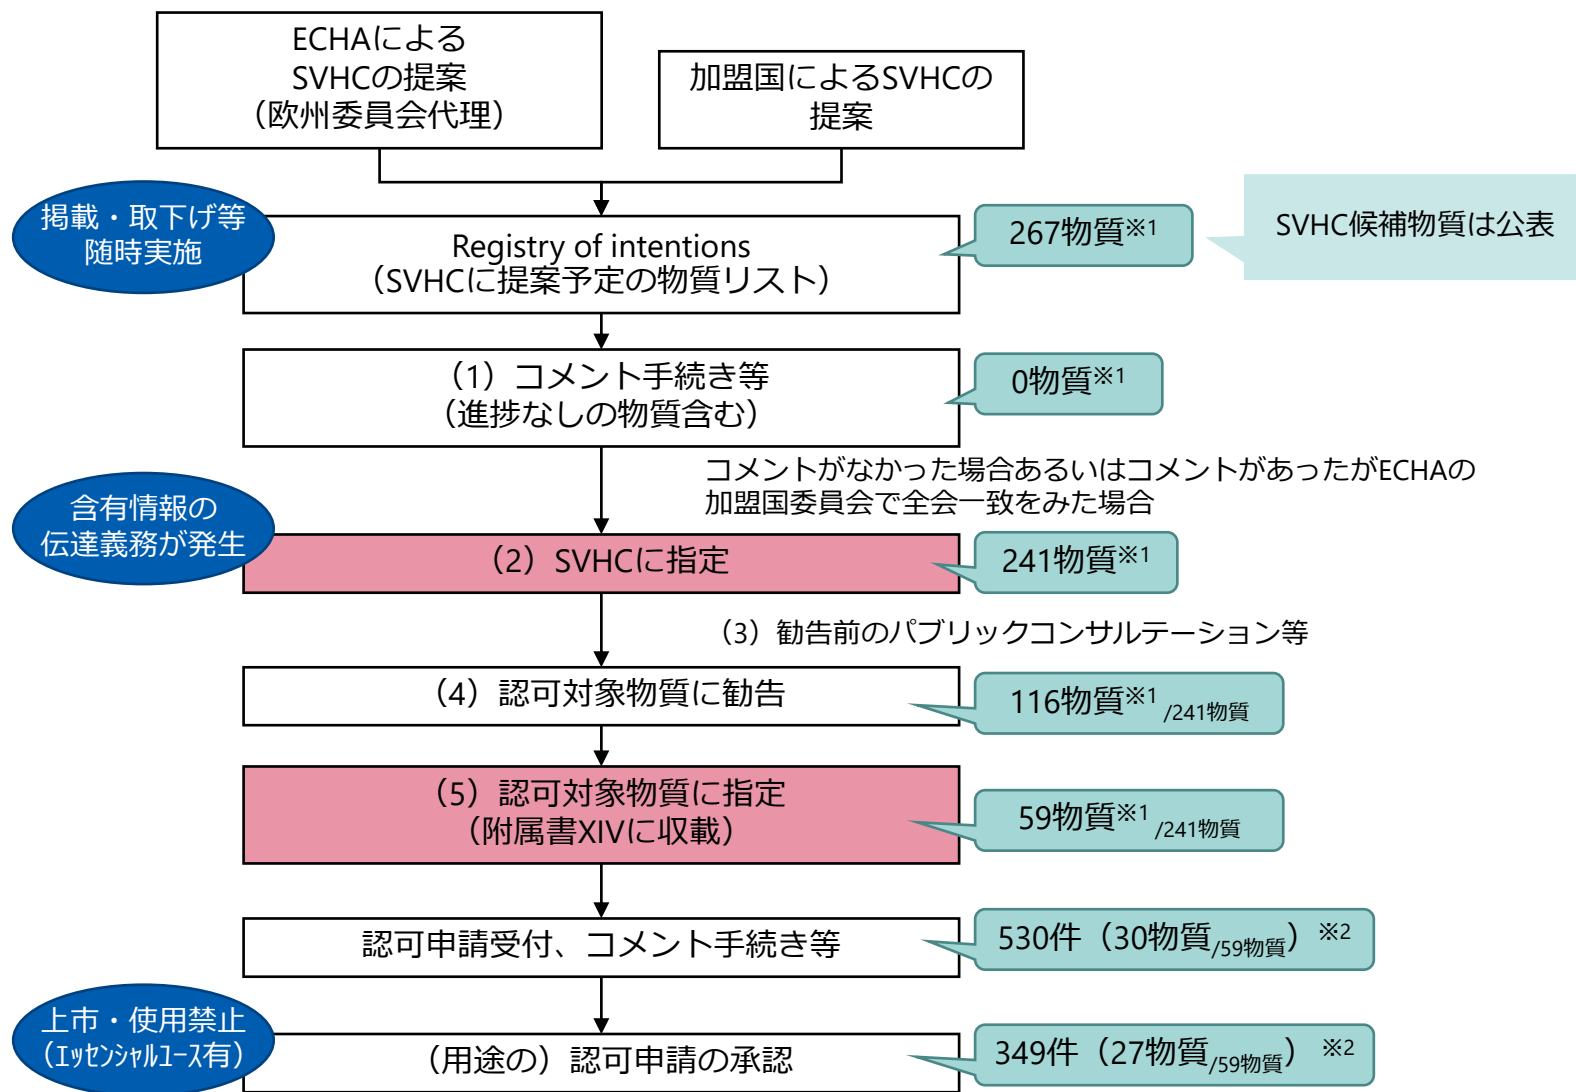 ECHAによる
SVHCの提案
（欧州委員会代理）
加盟国によるSVHCの
提案
掲載・取下げ等
随時実施
Registry of intentions
（SVHCに提案予定の物質リスト）
267物質※1
SVHC候補物質は公表
（1）コメント手続き等
（進捗なしの物質含む）
0物質※1
コメントがなかった場合あるいはコメントがあったがECHAの
加盟国委員会で全会一致をみた場合
含有情報の
伝達義務が発生
（2）SVHCに指定
241物質※1
（3）勧告前のパブリックコンサルテーション等
（4）認可対象物質に勧告
116物質※1 /241物質
（5）認可対象物質に指定
（附属書XIVに収載）
59物質※1 /241物質
認可申請受付、コメント手続き等
530件（30物質/59物質）※2
上市・使用禁止
（ｴｯｾﾝｼｬﾙﾕｰｽ有）
（用途の）認可申請の承認
349件（27物質/59物質）※2